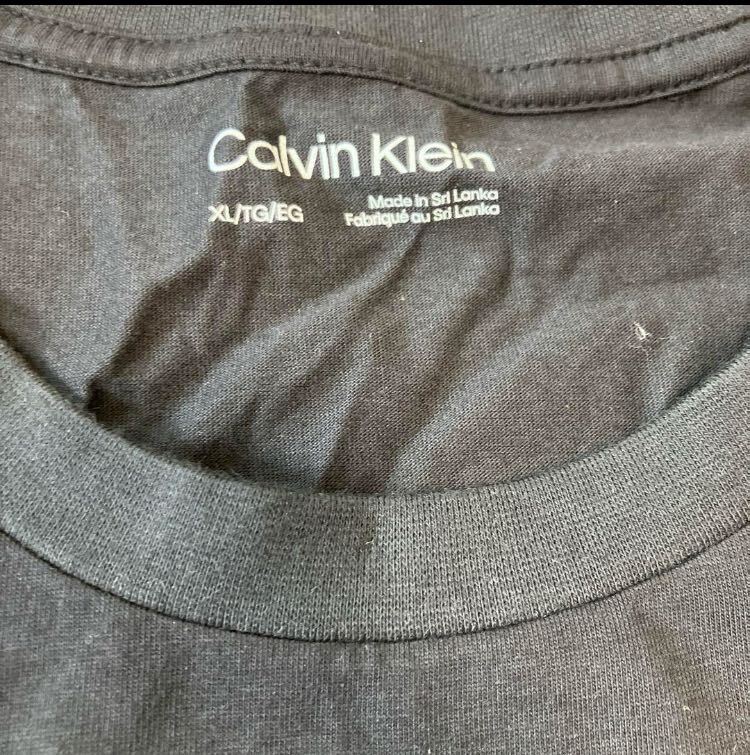 Calvin Klein
XL/TG/EG
Made in Sri Lanka
Fabriqué au Sri Lanka